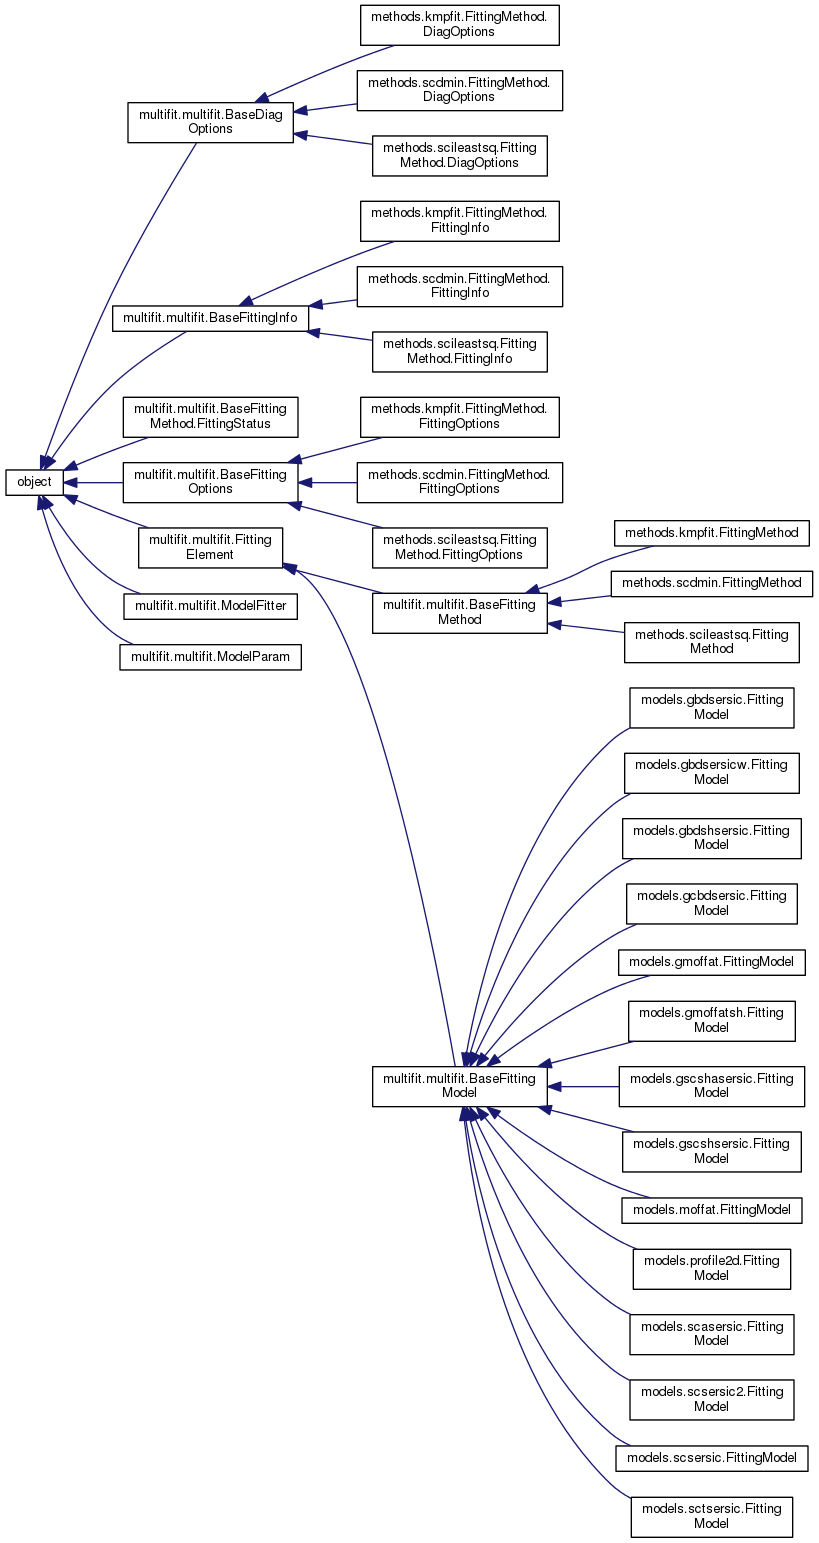 methods.kmpfit.FittingMethod.
DiagOptions
methods.scdmin.FittingMethod.
DiagOptions
multifit.multifit.BaseDiag
Options
methods.scileastsq.Fitting
Method.DiagOptions
methods.kmpfit.FittingMethod.
FittingInfo
methods.scdmin.FittingMethod.
FittingInfo
multifit.multifit.BaseFittingInfo
methods.scileastsq.Fitting
Method.FittingInfo
multifit.multifit.BaseFitting
Method.FittingStatus
methods.kmpfit.FittingMethod.
FittingOptions
object
multifit.multifit.BaseFitting
Options
methods.scdmin.FittingMethod.
FittingOptions
multifit.multifit.Fitting
Element
methods.scileastsq.Fitting
Method.FittingOptions
methods.kmpfit.FittingMethod
methods.scdmin.FittingMethod
multifit.multifit.ModelFitter
multifit.multifit.BaseFitting
Method
methods.scileastsq.Fitting
Method
multifit.multifit.ModelParam
models.gbdsersic.Fitting
Model
models.gbdsersicw.Fitting
Model
models.gbdshsersic.Fitting
Model
models.gcbdsersic.Fitting
Model
models.gmoffat.FittingModel
models.gmoffatsh.Fitting
Model
multifit.multifit.BaseFitting
Model
models.gscshasersic.Fitting
Model
models.gscshsersic.Fitting
Model
models.moffat.FittingModel
models.profile2d.Fitting
Model
models.scasersic.Fitting
Model
models.scsersic2.Fitting
Model
models.scsersic.FittingModel
models.sctsersic.Fitting
Model